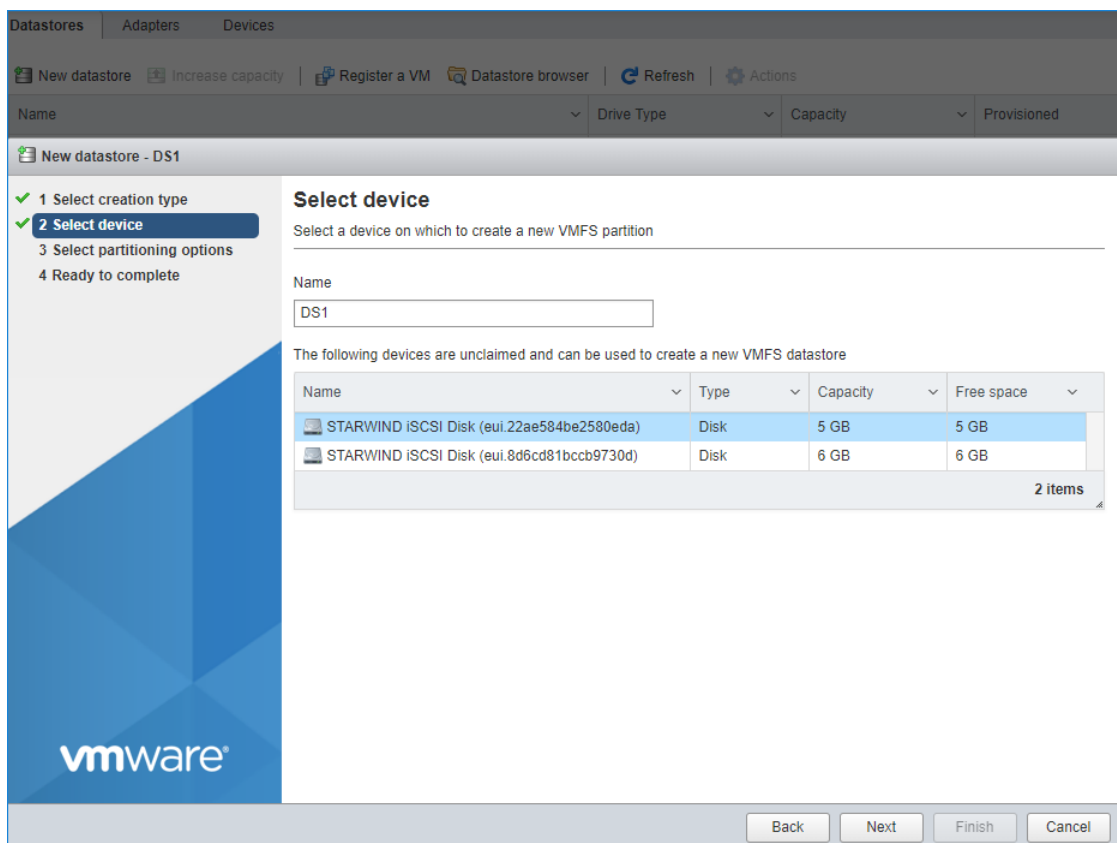 Datastores Adapters Devices
New datastore Increase capacity Register a VM Datastore browser Refresh Actions
Name Drive Type Capacity Provisioned
New datastore - DS1
1 Select creation type
2 Select device
3 Select partitioning options
4 Ready to complete
Select device
Select a device on which to create a new VMFS partition
Name
DS1
The following devices are unclaimed and can be used to create a new VMFS datastore
Name Type Capacity Free space
STARWIND iSCSI Disk (eui.22ae584be2580eda) Disk 5 GB 5 GB
STARWIND iSCSI Disk (eui.8d6cd81bccb9730d) Disk 6 GB 6 GB
2 items
vmware®
Back Next Finish Cancel